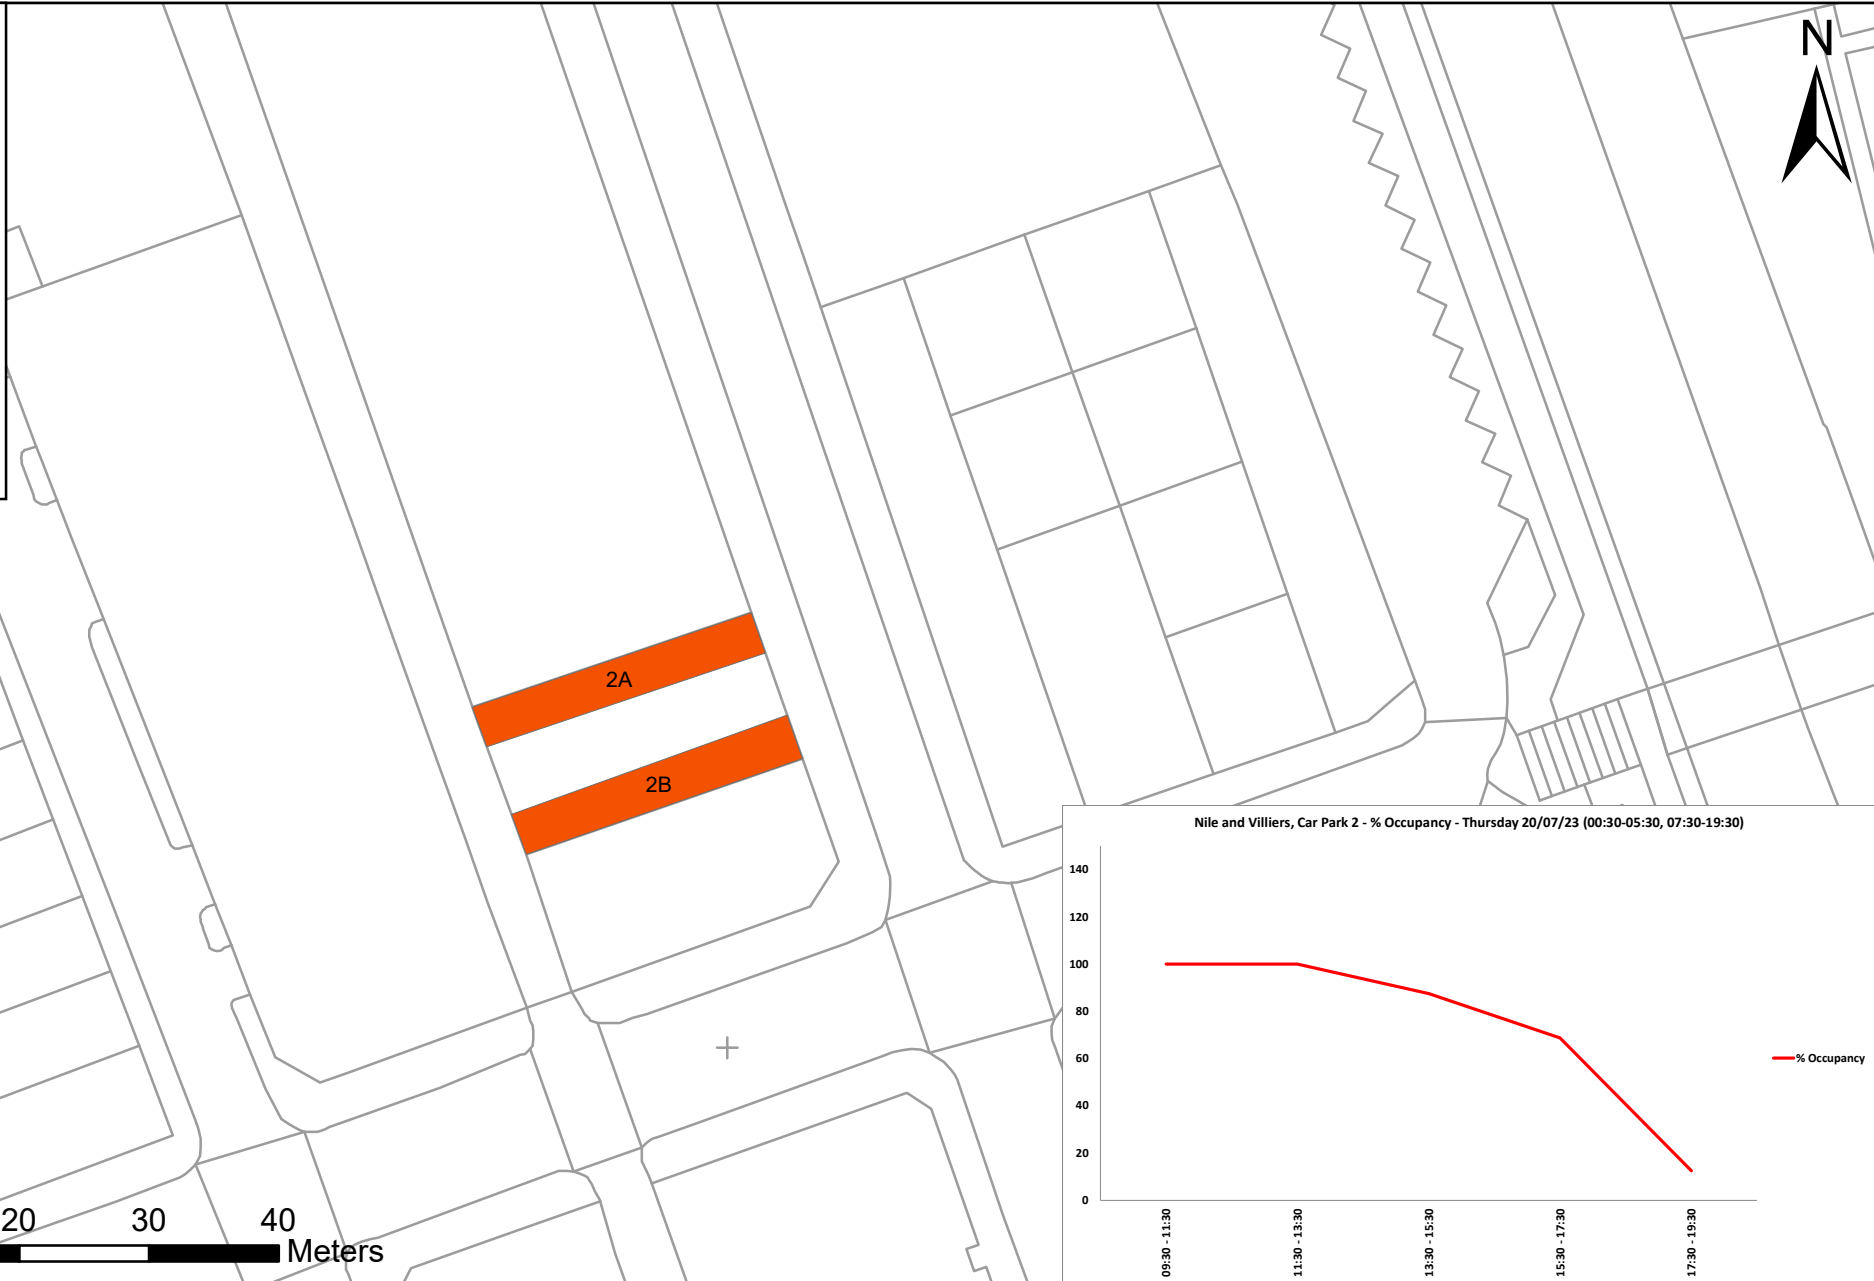 N
2A
2B
Nile and Villiers, Car Park 2 - % Occupancy - Thursday 20/07/23 (00:30-05:30, 07:30-19:30)
140
120
100
80
60
40
20
0
% Occupancy
09:30 - 11:30
11:30 - 13:30
13:30 - 15:30
15:30 - 17:30
17:30 - 19:30
20 30 40
Meters